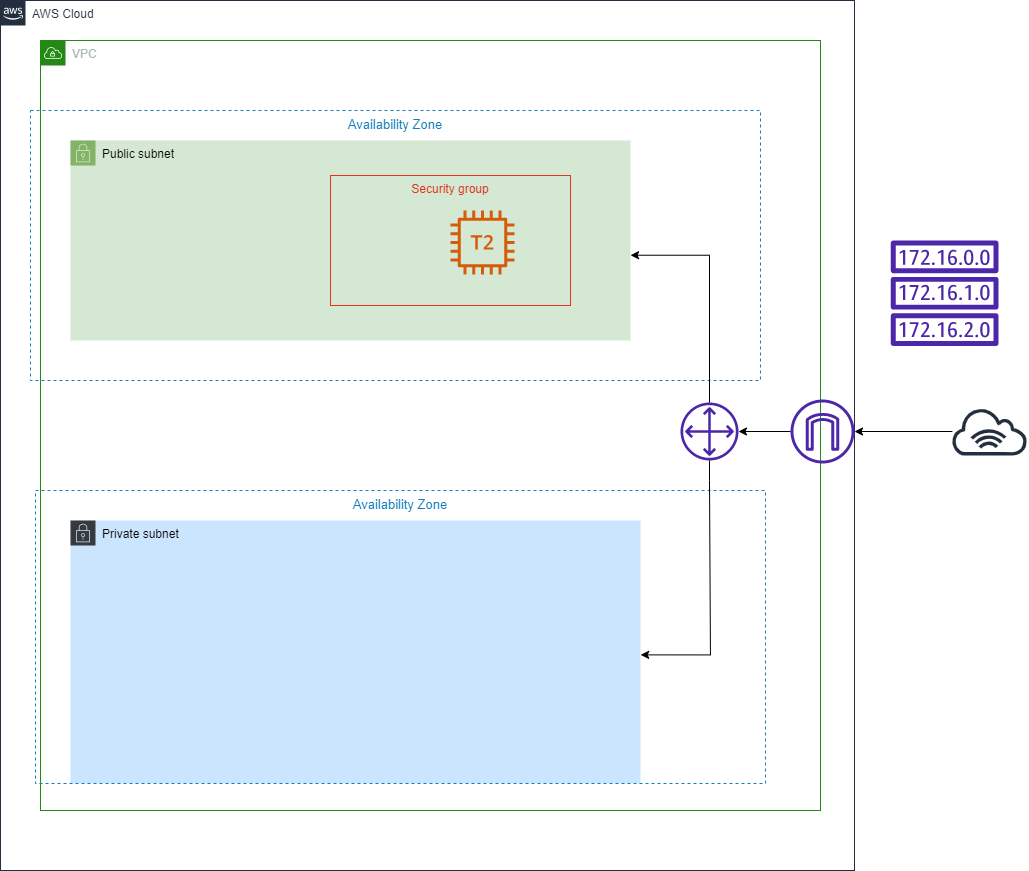 aws
AWS Cloud
VPC
Availability Zone
Public subnet
Security group
T2
172.16.0.0
172.16.1.0
172.16.2.0
Availability Zone
Private subnet